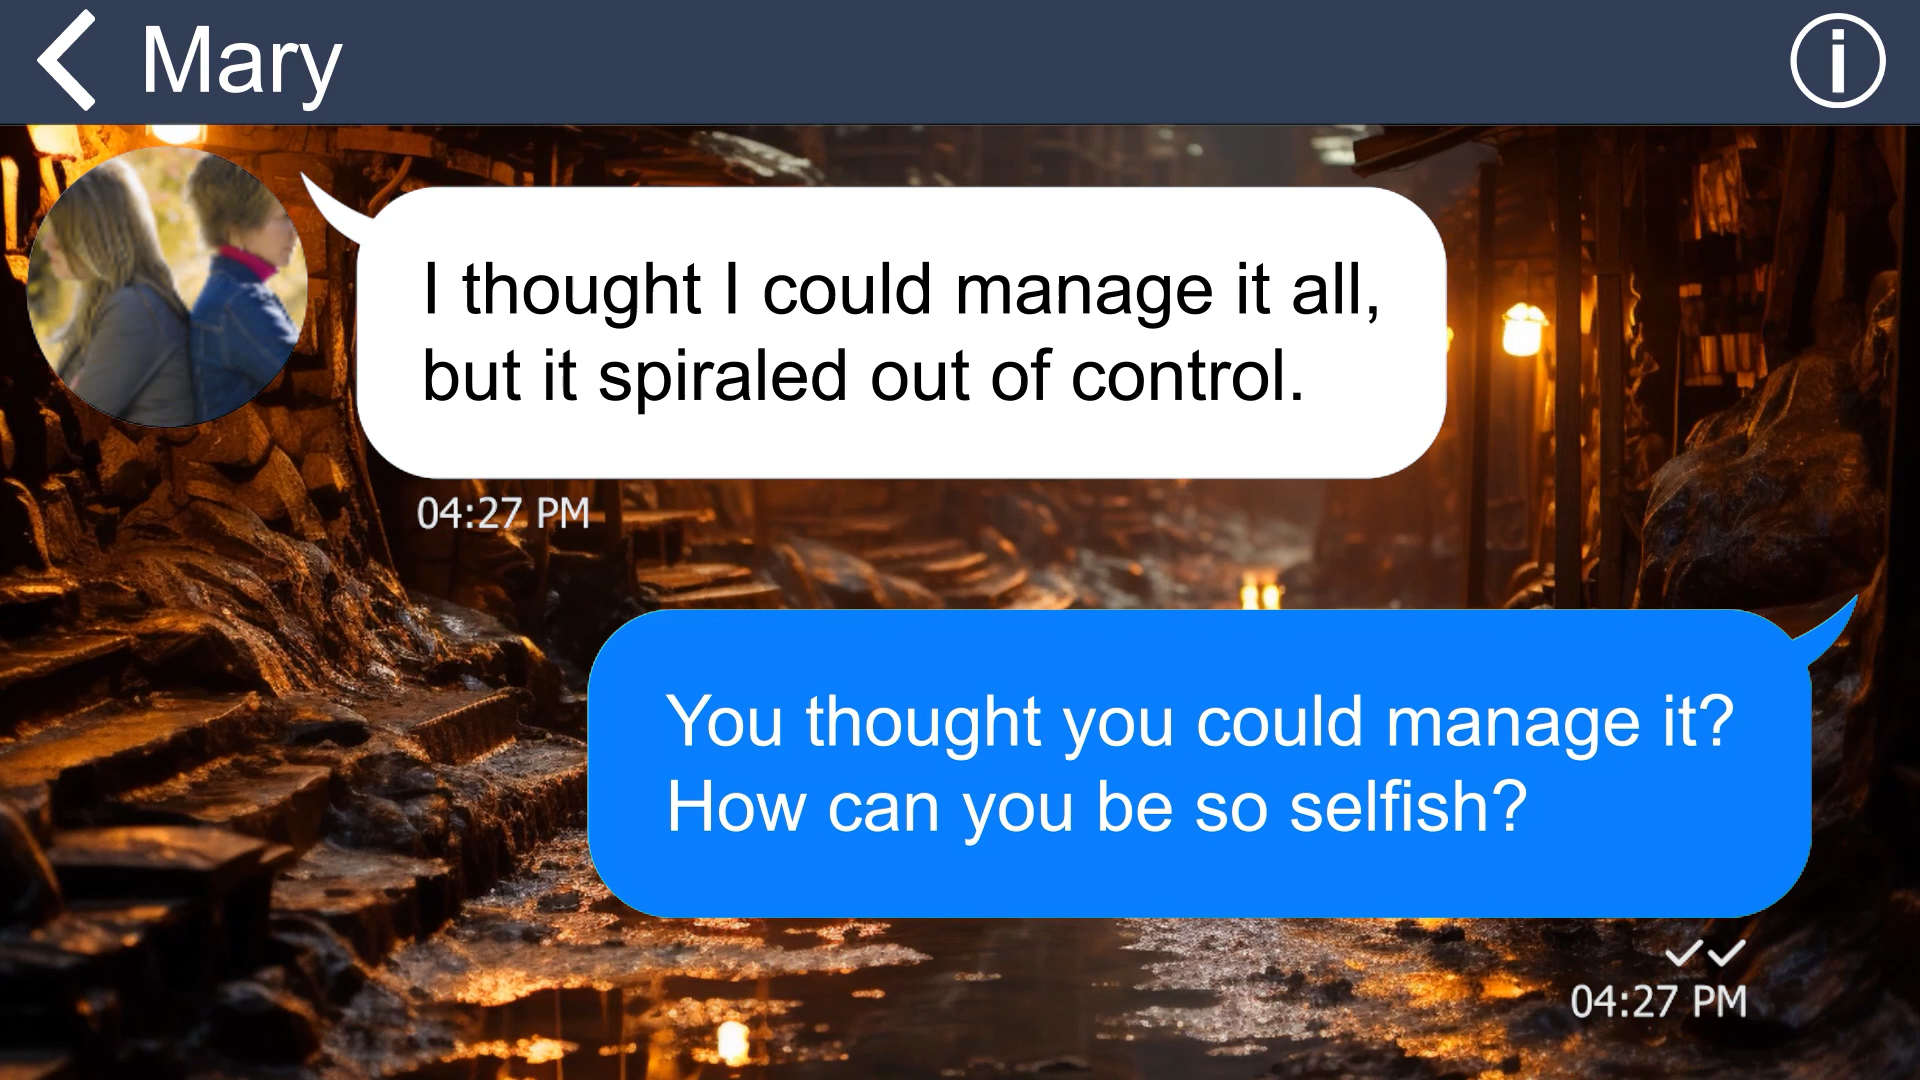 Mary
I thought I could manage it all,
but it spiraled out of control.
04:27 PM
You thought you could manage it?
How can you be so selfish?
04:27 PM